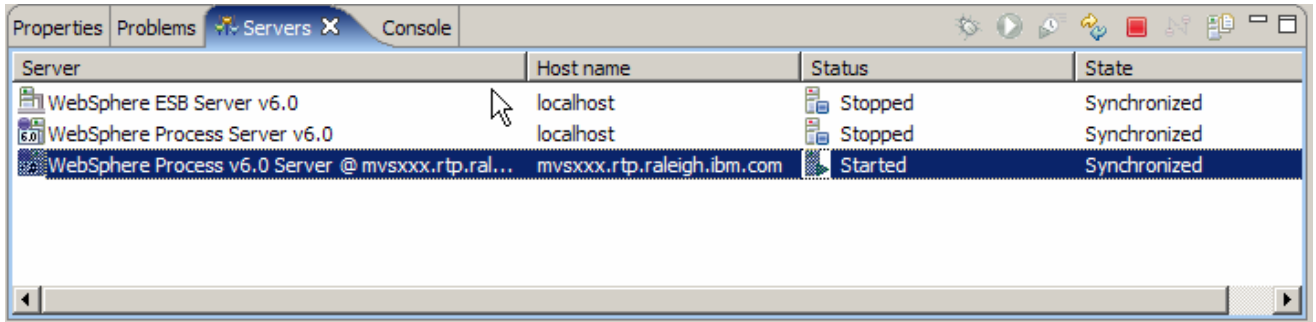 Properties Problems Servers Console
Server Host name Status State
WebSphere ESB Server v6.0 localhost Stopped Synchronized
6.0 WebSphere Process Server v6.0 localhost Stopped Synchronized
WebSphere Process v6.0 Server @ mvsxxx.rtp.ral... mvsxxx.rtp.raleigh.ibm.com Started Synchronized